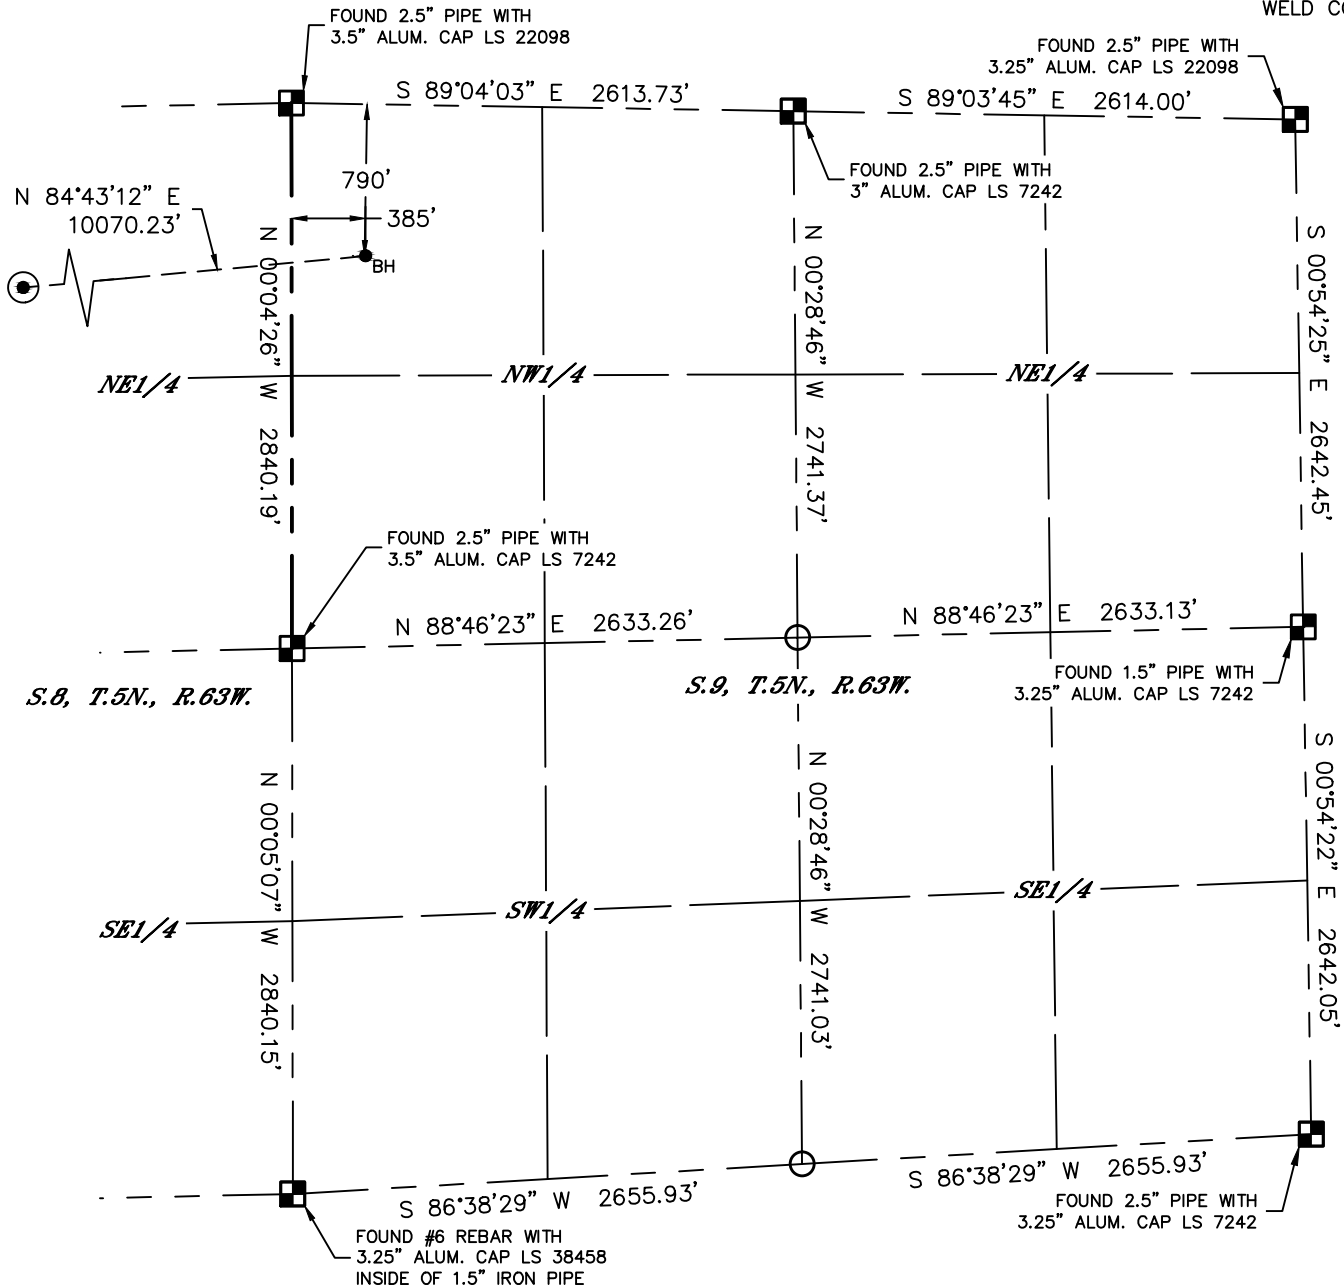 WELD CO
FOUND 2.5" PIPE WITH
3.5" ALUM. CAP LS 22098
FOUND 2.5" PIPE WITH
3.25" ALUM. CAP LS 22098
S 89°04'03" E 2613.73'
S 89°03'45" E 2614.00'
FOUND 2.5" PIPE WITH
3" ALUM. CAP LS 7242
790'
385'
N 84°43'12" E
10070.23'
BH
N 00°04'26" W 2840.19'
N 00°28'46" W 2741.37'
S 00°54'25" E 2642.45'
NE1/4
NW1/4
NE1/4
FOUND 2.5" PIPE WITH
3.5" ALUM. CAP LS 7242
N 88°46'23" E 2633.26'
N 88°46'23" E 2633.13'
FOUND 1.5" PIPE WITH
3.25" ALUM. CAP LS 7242
S.8, T.5N., R.63W.
S.9, T.5N., R.63W.
N 00°05'07" W 2840.15'
N 00°28'46" W 2741.03'
S 00°54'22" E 2642.05'
SE1/4
SW1/4
SE1/4
S 86°38'29" W 2655.93'
S 86°38'29" W 2655.93'
FOUND 2.5" PIPE WITH
3.25" ALUM. CAP LS 7242
FOUND #6 REBAR WITH
3.25" ALUM. CAP LS 38458
INSIDE OF 1.5" IRON PIPE